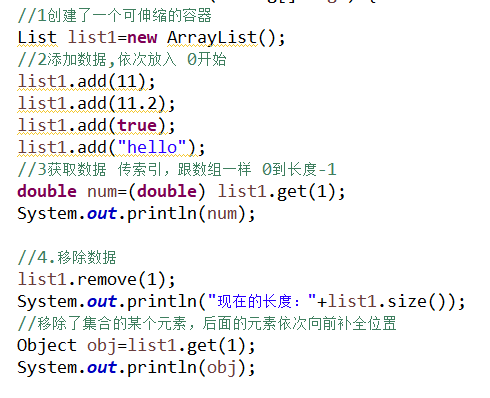 //1创建了一个可伸缩的容器
List list1=new ArrayList();
//2添加数据,依次放入 0开始
list1.add(11);
list1.add(11.2);
list1.add(true);
list1.add("hello");
//3获取数据 传索引，跟数组一样 0到长度-1
double num=(double) list1.get(1);
System.out.println(num);
//4.移除数据
list1.remove(1);
System.out.println("现在的长度："+list1.size());
//移除了集合的某个元素，后面的元素依次向前补全位置
Object obj=list1.get(1);
System.out.println(obj);